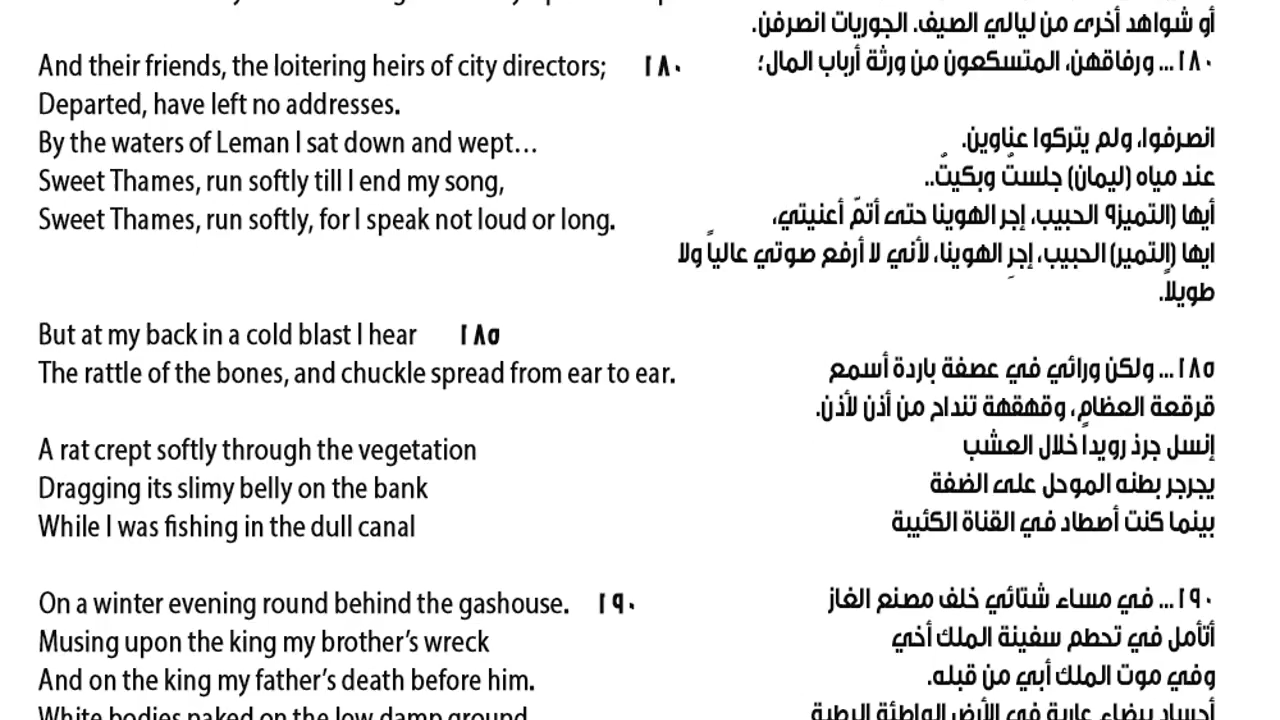 And their friends, the loitering heirs of city directors; ١٨٠
Departed, have left no addresses.
By the waters of Leman I sat down and wept…
Sweet Thames, run softly till I end my song,
Sweet Thames, run softly, for I speak not loud or long.
But at my back in a cold blast I hear ١٨٥
The rattle of the bones, and chuckle spread from ear to ear.
A rat crept softly through the vegetation
Dragging its slimy belly on the bank
While I was fishing in the dull canal
On a winter evening round behind the gashouse. ١٩٠
Musing upon the king my brother’s wreck
And on the king my father’s death before him.
White bodies naked on the low damp ground
أو شواهد أخرى من ليالي الصيف. الجوريات انصرفن.
١٨٠... ورفاقهن، المتسكعون من ورثة أرباب المال؛
انصرفوا، ولم يتركوا عناوين.
عند مياه (ليمان) جلستٌ وبكيتٌ..
أيها (التميز٩ الحبيب، إجر الهوينا حتى أتمّ أعنيتي،
ايها (التمير) الحبيب، إجرِ الهوينا، لأني لا أرفع صوتي عالياً ولا
طويلاً.
١٨٥... ولكن ورائي في عصفة باردة أسمع
قرقعة العظامِ، وقهقهة تنداح من أذن لأذن.
إنسل جرذ رويدا خلال العشب
يجرجر بطنه الموحل على الضفة
بينما كنت أصطاد في القناة الكئيبة
١٩٠... في مساء شتائي خلف مصنع الغاز
أتأمل في تحطم سفينة الملك أخي
وفي موت الملك أبي من قبله.
أجساد بيضاء عارية في الأرض الواطئة الرطبة